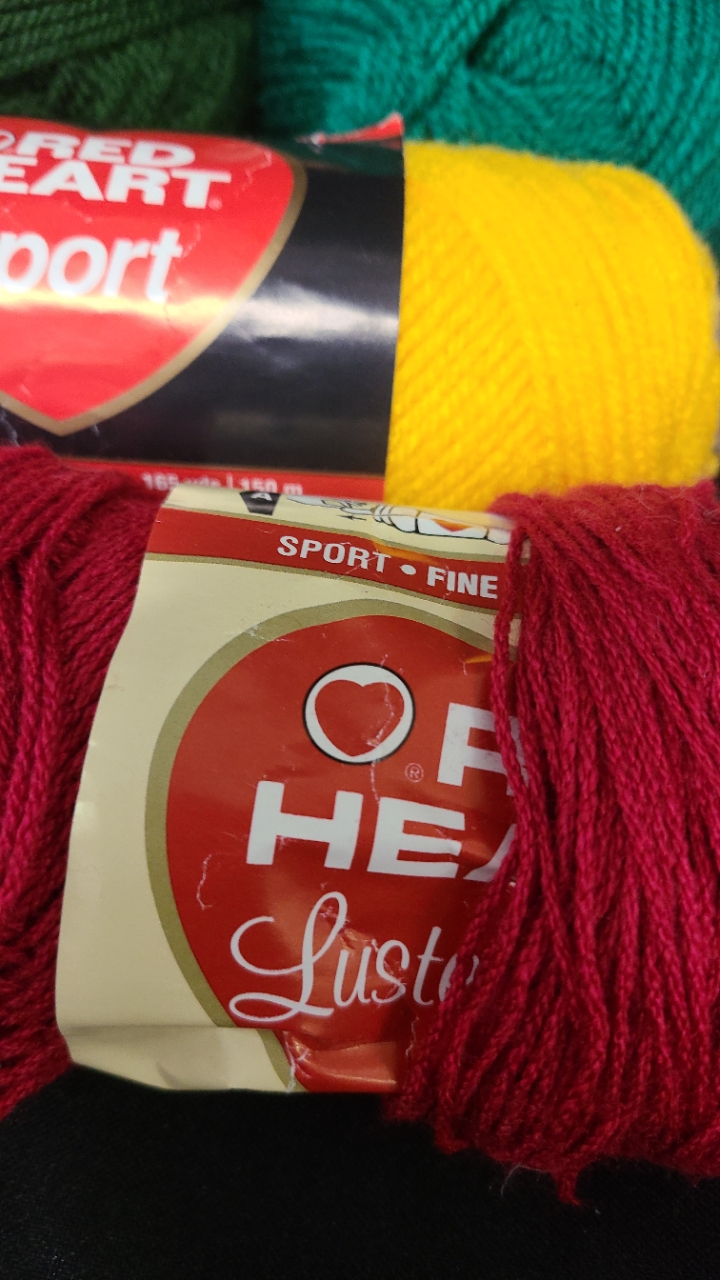 RED
EART
port
165 yds | 150 m
A
SPORT • FINE
R
HEA
Luste